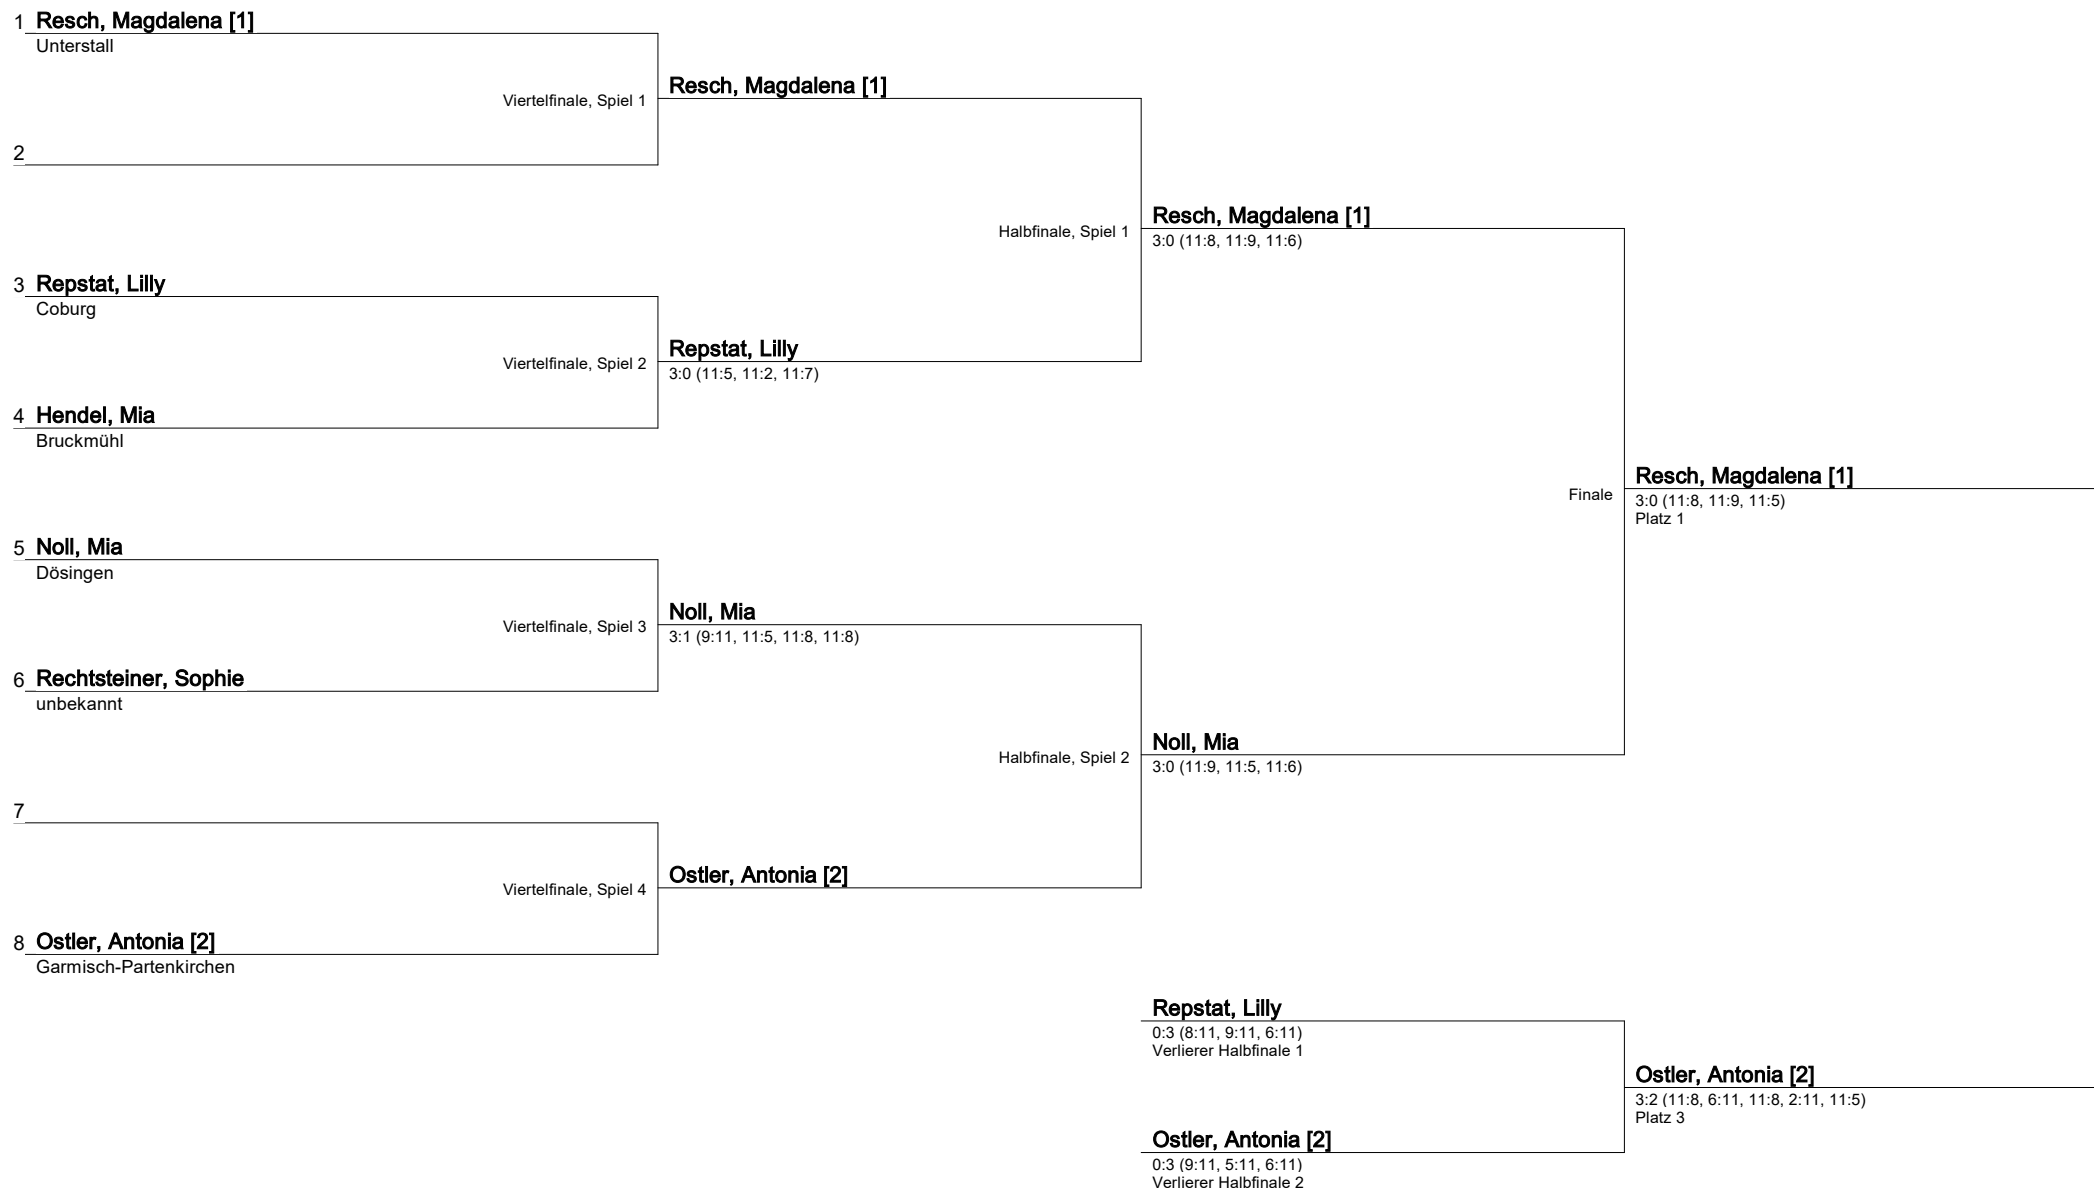 1 Resch, Magdalena [1]
Unterstall
Viertelfinale, Spiel 1
Resch, Magdalena [1]
2
Halbfinale, Spiel 1
Resch, Magdalena [1]
3:0 (11:8, 11:9, 11:6)
3 Repstat, Lilly
Coburg
Viertelfinale, Spiel 2
Repstat, Lilly
3:0 (11:5, 11:2, 11:7)
4 Hendel, Mia
Bruckmühl
Finale
Resch, Magdalena [1]
3:0 (11:8, 11:9, 11:5)
Platz 1
5 Noll, Mia
Dösingen
Viertelfinale, Spiel 3
Noll, Mia
3:1 (9:11, 11:5, 11:8, 11:8)
6 Rechtsteiner, Sophie
unbekannt
Halbfinale, Spiel 2
Noll, Mia
3:0 (11:9, 11:5, 11:6)
7
Viertelfinale, Spiel 4
Ostler, Antonia [2]
8 Ostler, Antonia [2]
Garmisch-Partenkirchen
Repstat, Lilly
0:3 (8:11, 9:11, 6:11)
Verlierer Halbfinale 1
Ostler, Antonia [2]
3:2 (11:8, 6:11, 11:8, 2:11, 11:5)
Platz 3
Ostler, Antonia [2]
0:3 (9:11, 5:11, 6:11)
Verlierer Halbfinale 2